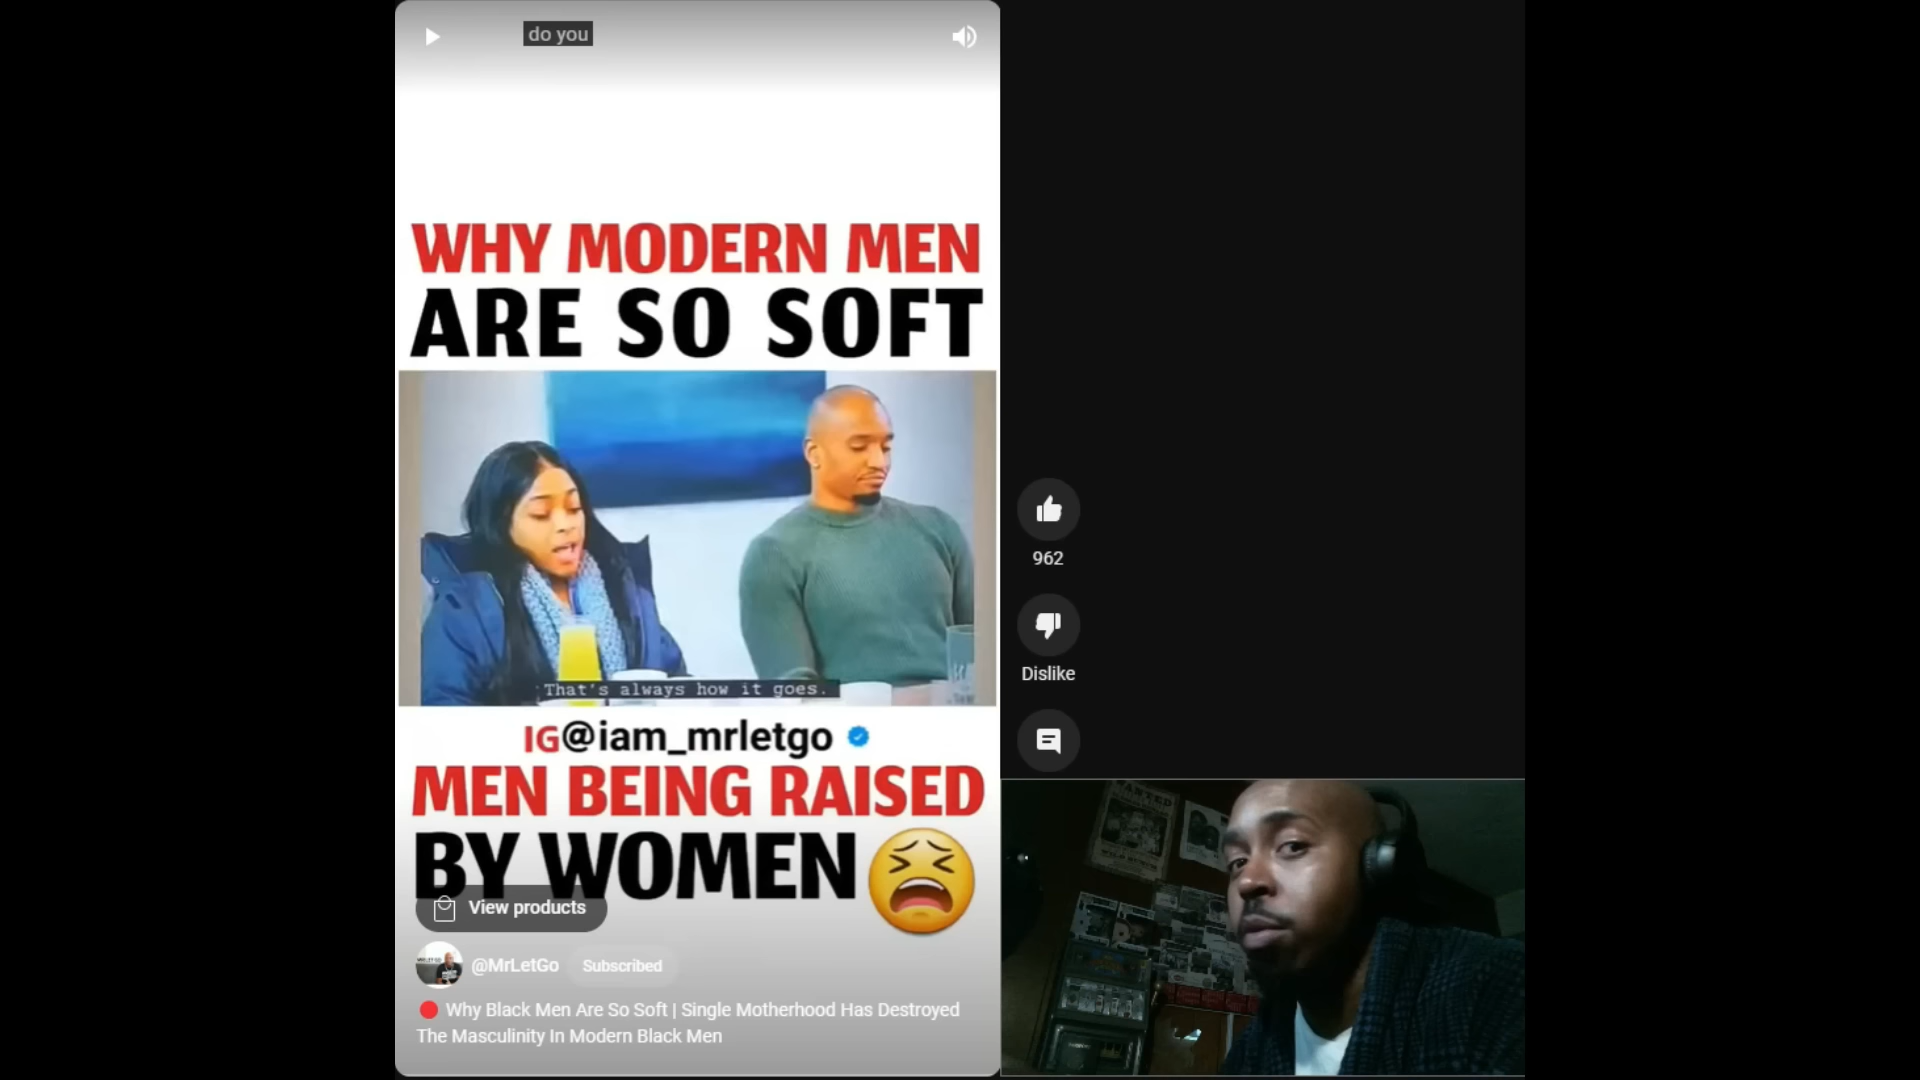 do you
WHY MODERN MEN
ARE SO SOFT
That's always how it goes.
IG@iam_mrletgo
MEN BEING RAISED
BY WOMEN
View products
@MrLetGo Subscribed
Why Black Men Are So Soft | Single Motherhood Has Destroyed
The Masculinity In Modern Black Men
962
Dislike
WANTED